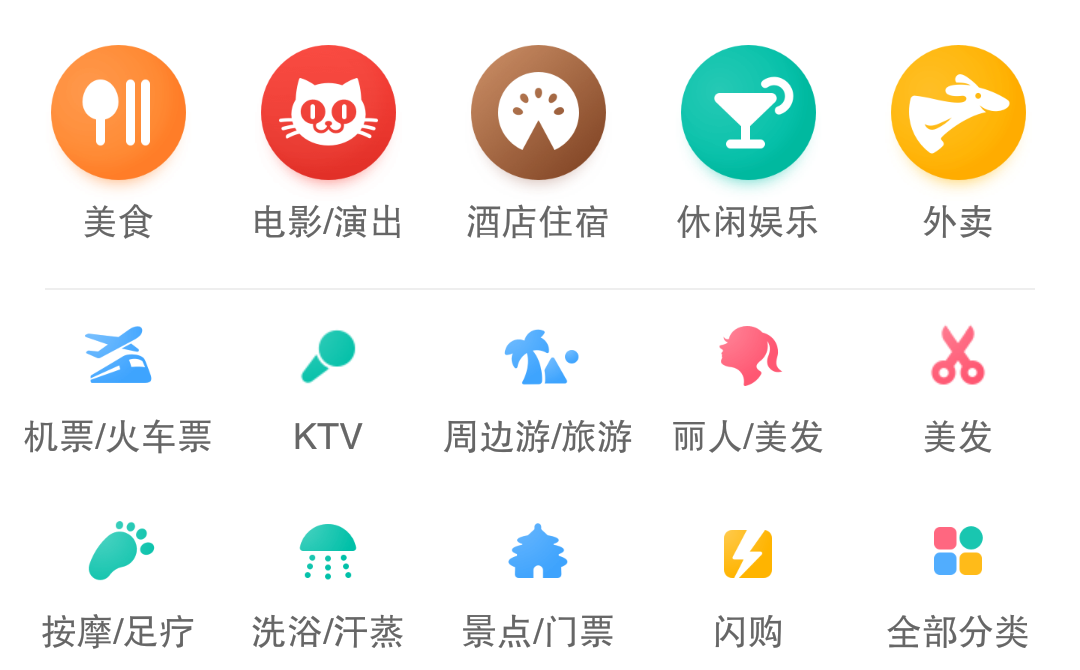 美食 电影/演出 酒店住宿 休闲娱乐 外卖
机票/火车票 KTV 周边游/旅游 丽人/美发 美发
按摩/足疗 洗浴/汗蒸 景点/门票 闪购 全部分类